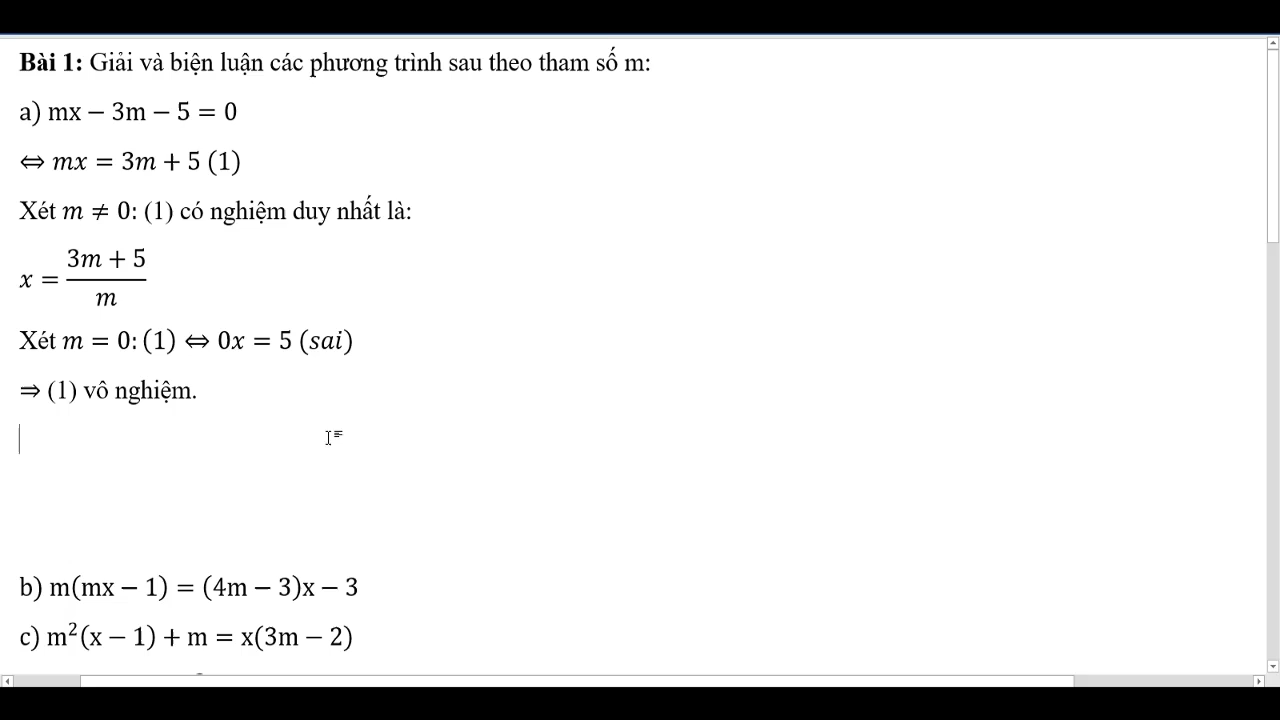 Bài 1: Giải và biện luận các phương trình sau theo tham số m:
a) mx − 3m − 5 = 0
⇔ mx = 3m + 5 (1)
Xét m ≠ 0: (1) có nghiệm duy nhất là:
x = (3m + 5)/m
Xét m = 0: (1) ⇔ 0x = 5 (sai)
⇒ (1) vô nghiệm.
b) m(mx − 1) = (4m − 3)x − 3
c) m²(x − 1) + m = x(3m − 2)